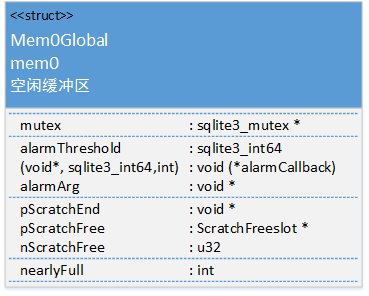 <<struct>>
Mem0Global
mem0
空闲缓冲区
mutex : sqlite3_mutex *
alarmThreshold : sqlite3_int64
(void*, sqlite3_int64,int) : void (*alarmCallback)
alarmArg : void *
pScratchEnd : void *
pScratchFree : ScratchFreeslot *
nScratchFree : u32
nearlyFull : int